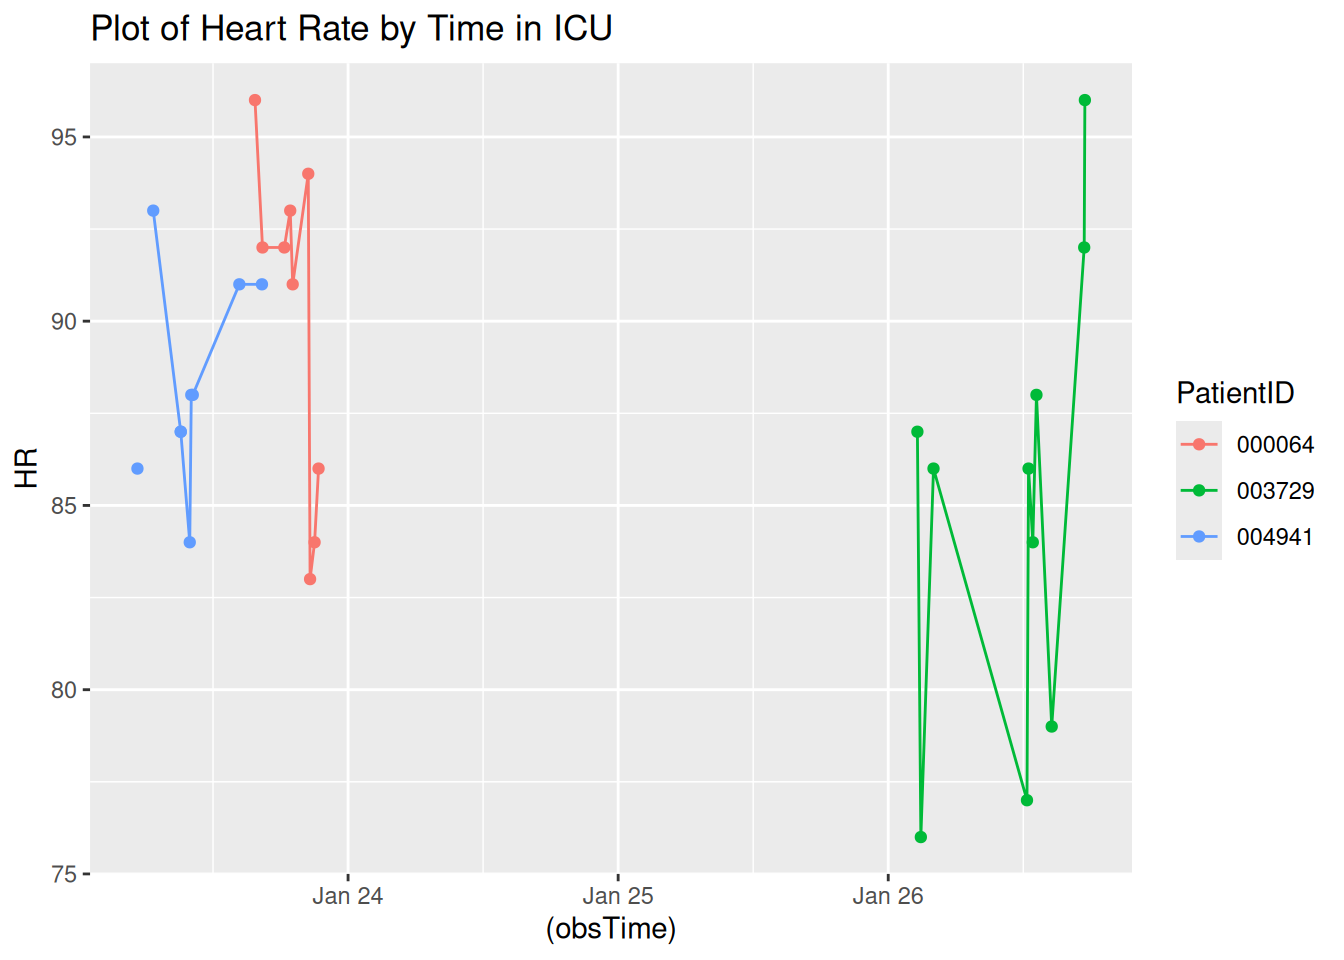 Plot of Heart Rate by Time in ICU
95
90
85
80
75
HR
Jan 24
Jan 25
Jan 26
(obsTime)
PatientID
000064
003729
004941